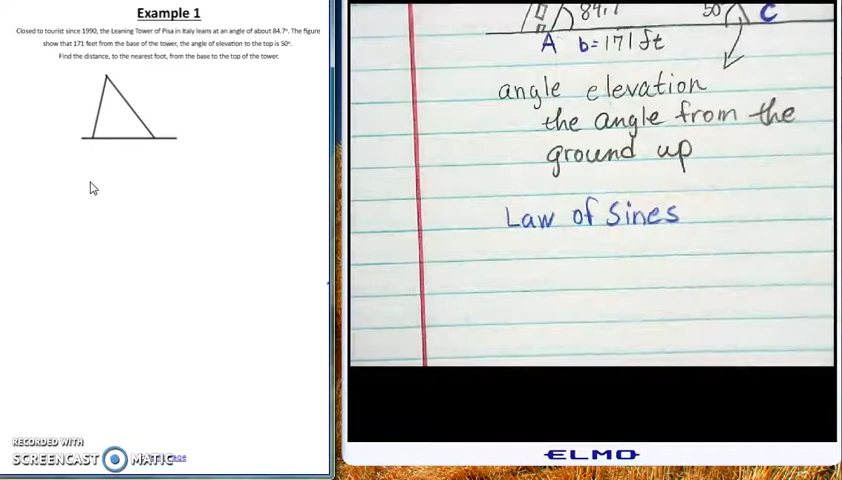 Example 1
Closed to tourist since 1990, the Leaning Tower of Pisa in Italy leans at an angle of about 84.7º. The figure
show that 171 feet from the base of the tower, the angle of elevation to the top is 50º.
Find the distance, to the nearest foot, from the base to the top of the tower.
84.7 50° C
A b=171ft
angle elevation
the angle from the
ground up
Law of Sines
RECORDED WITH
SCREENCAST MATIC
ELMO